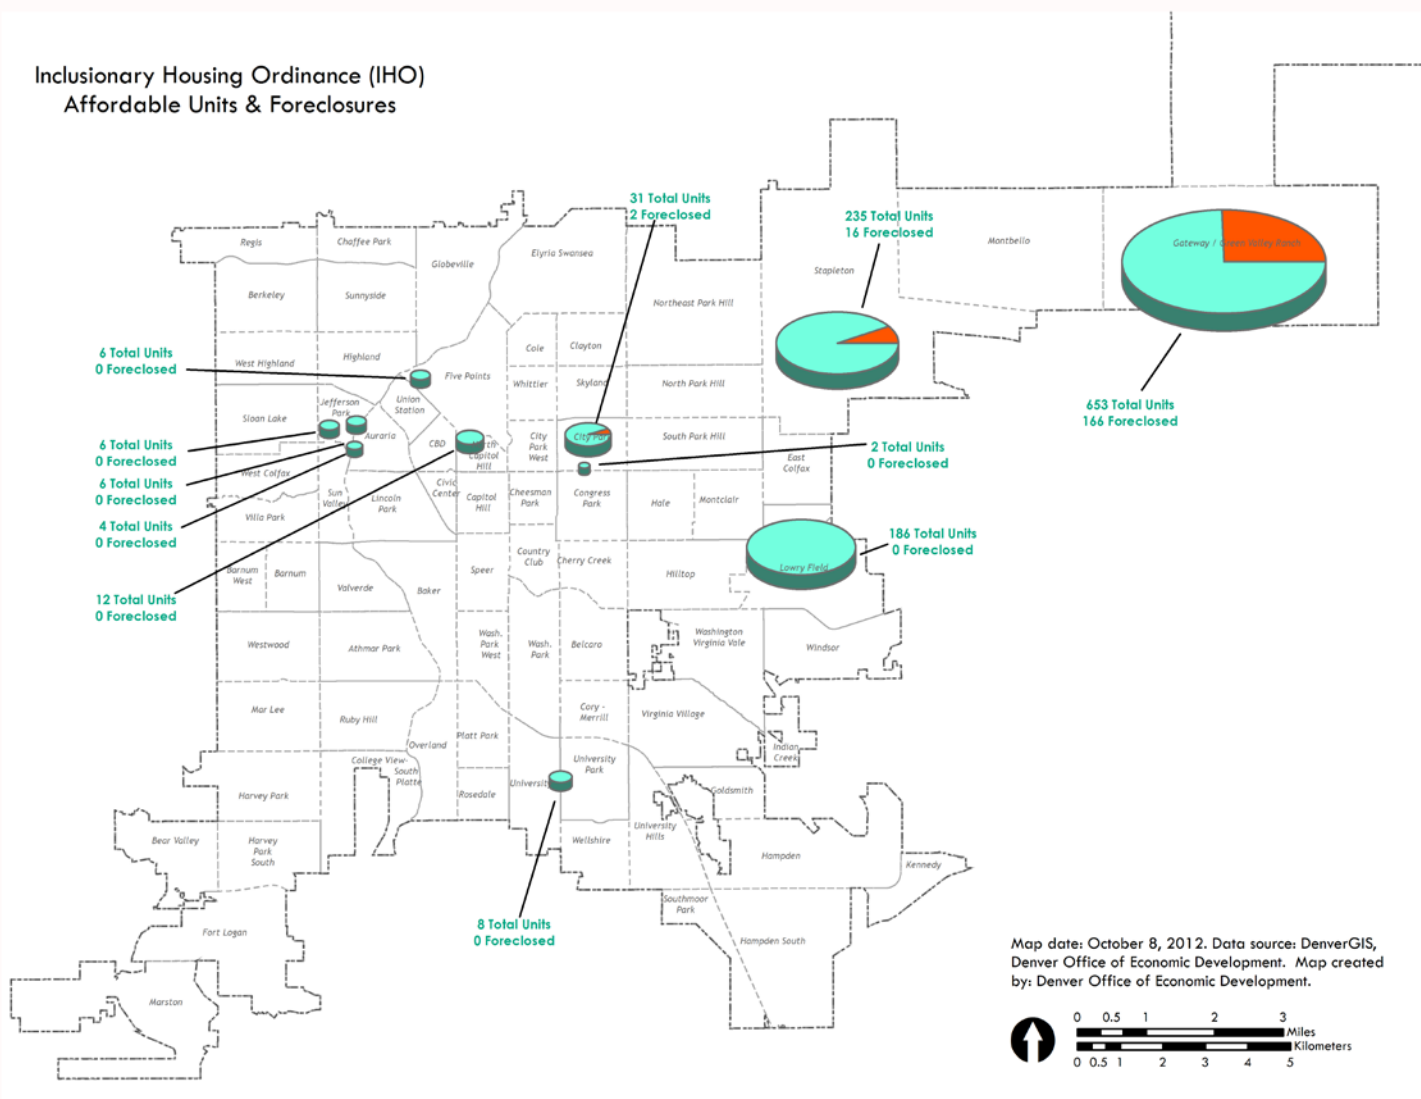 Inclusionary Housing Ordinance (IHO)
Affordable Units & Foreclosures
31 Total Units
2 Foreclosed
235 Total Units
16 Foreclosed
653 Total Units
166 Foreclosed
6 Total Units
0 Foreclosed
6 Total Units
0 Foreclosed
6 Total Units
0 Foreclosed
4 Total Units
0 Foreclosed
12 Total Units
0 Foreclosed
2 Total Units
0 Foreclosed
186 Total Units
0 Foreclosed
8 Total Units
0 Foreclosed
Regis
Chaffee Park
Globeville
Elyria Swansea
Stapleton
Montbello
Gateway / Green Valley Ranch
Berkeley
Sunnyside
Northeast Park Hill
West Highland
Highland
Five Points
Cole
Clayton
Whittier
Skyland
North Park Hill
Sloan Lake
Jefferson
Park
Union
Station
Auraria
CBD
North
Capitol
Hill
City
Park
West
City Park
South Park Hill
East
Colfax
West Colfax
Sun
Valley
Lincoln
Park
Civic
Center
Capitol
Hill
Cheesman
Park
Congress
Park
Hale
Montclair
Villa Park
Barnum
West
Barnum
Valverde
Baker
Speer
Country
Club
Cherry Creek
Hilltop
Lowry Field
Westwood
Athmar Park
Wash.
Park
West
Wash.
Park
Belcaro
Washington
Virginia Vale
Windsor
Mar Lee
Ruby Hill
Overland
Platt Park
Cory -
Merrill
Virginia Village
Indian
Creek
College View-
South
Platte
Harvey Park
Rosedale
University
University
Park
Goldsmith
Bear Valley
Harvey
Park
South
Wellshire
University
Hills
Hampden
Kennedy
Southmoor
Park
Fort Logan
Hampden South
Marston
Map date: October 8, 2012. Data source: DenverGIS,
Denver Office of Economic Development. Map created
by: Denver Office of Economic Development.
0 0.5 1 2 3
Miles
Kilometers
0 0.5 1 2 3 4 5